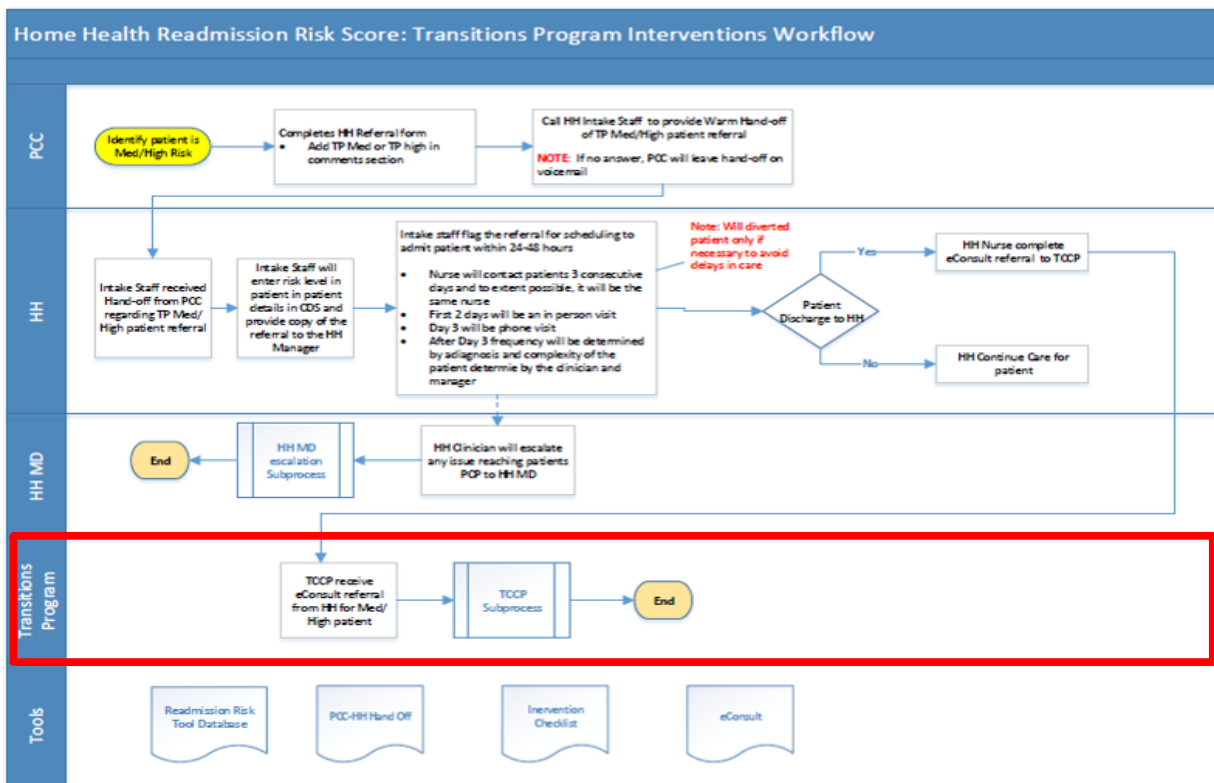 Home Health Readmission Risk Score: Transitions Program Interventions Workflow
PCC
Identify patient is
Med/High Risk
Completes HH Referral form
• Add TP Med or TP high in
comments section
Call HH Intake Staff to provide Warm Hand-off
of TP Med/High patient referral
NOTE: If no answer, PCC will leave hand-off on
voicemail
HH
Intake Staff received
Hand-off from PCC
regarding TP Med/
High patient referral
Intake Staff will
enter risk level in
patient in patient
details in CDS and
provide copy of the
referral to the HH
Manager
Intake staff flag the referral for scheduling to
admit patient within 24-48 hours
• Nurse will contact patients 3 consecutive
days and to extent possible, it will be the
same nurse
• First 2 days will be an in person visit
• Day 3 will be phone visit
• After Day 3 frequency will be determined
by adiagnosis and complexity of the
patient determie by the clinician and
manager
Note: Will diverted
patient only if
necessary to avoid
delays in care
Patient
Discharge to HH
Yes
HH Nurse complete
eConsult referral to TCCP
No
HH Continue Care for
patient
HH MD
End
HH MD
escalation
Subprocess
HH Clinician will escalate
any issue reaching patients
PCP to HH MD
Transitions
Program
TCCP receive
eConsult referral
from HH for Med/
High patient
TCCP
Subprocess
End
Tools
Readmission Risk
Tool Database
PCC-HH Hand Off
Inervention
Checklist
eConsult